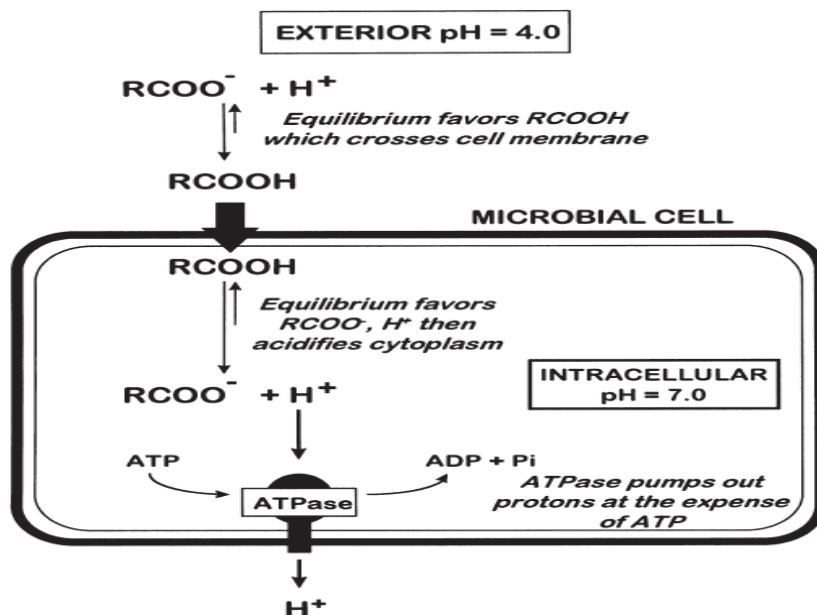 EXTERIOR pH = 4.0
RCOO⁻ + H⁺
Equilibrium favors RCOOH
which crosses cell membrane
RCOOH
MICROBIAL CELL
RCOOH
Equilibrium favors
RCOO⁻, H⁺ then
acidifies cytoplasm
RCOO⁻ + H⁺
INTRACELLULAR
pH = 7.0
ATP
ADP + Pi
ATPase
ATPase pumps out
protons at the expense
of ATP
H⁺